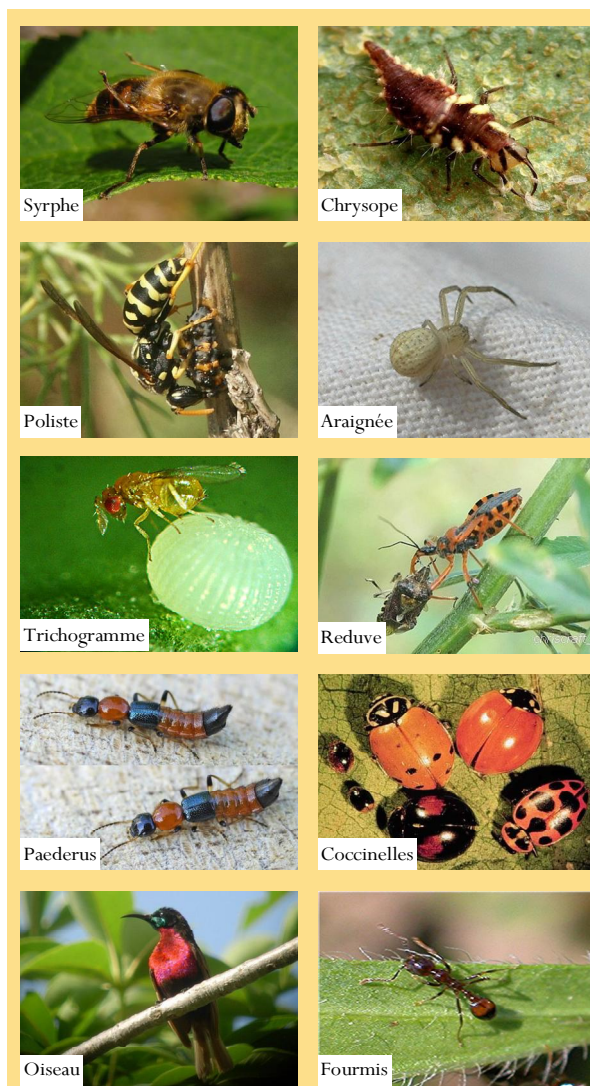 Syrphe
Chrysope
Poliste
Araignée
Trichogramme
Reduve
Paederus
Coccinelles
Oiseau
Fourmis